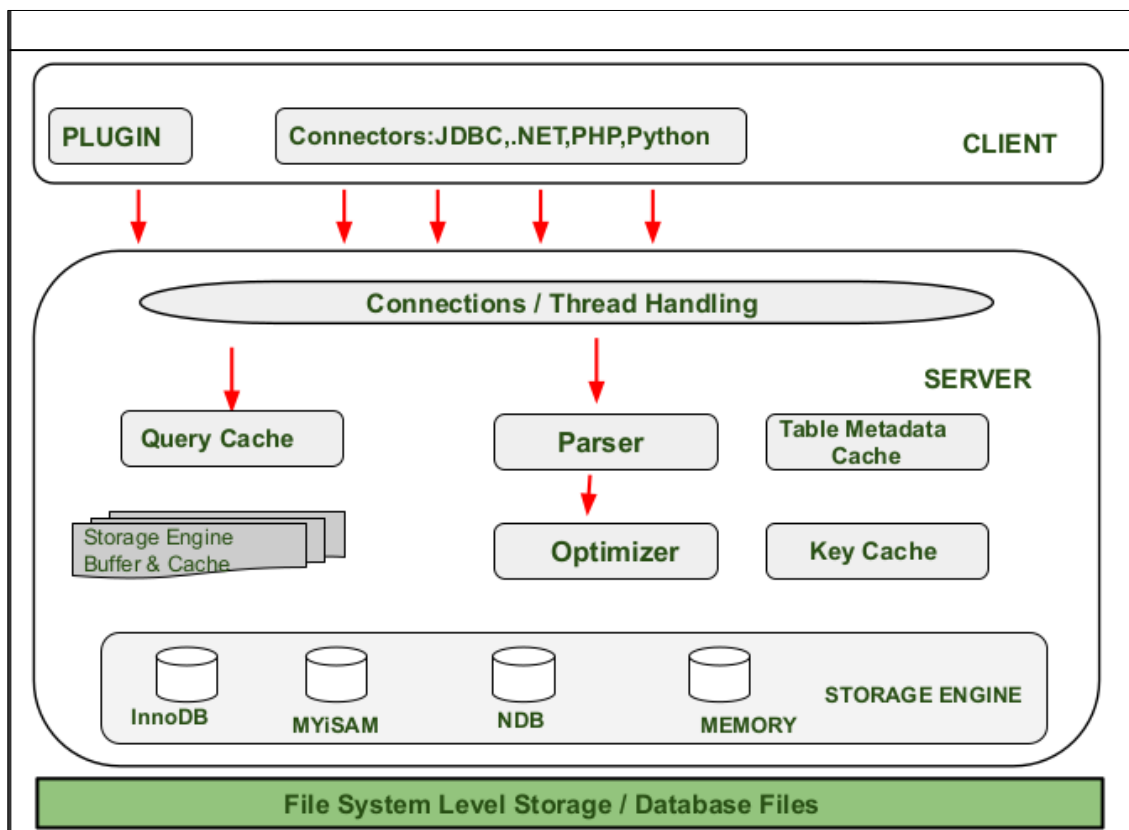 PLUGIN
Connectors:JDBC,.NET,PHP,Python
CLIENT
Connections / Thread Handling
SERVER
Query Cache
Parser
Table Metadata
Cache
Storage Engine
Buffer & Cache
Optimizer
Key Cache
InnoDB
MYiSAM
NDB
MEMORY
STORAGE ENGINE
File System Level Storage / Database Files